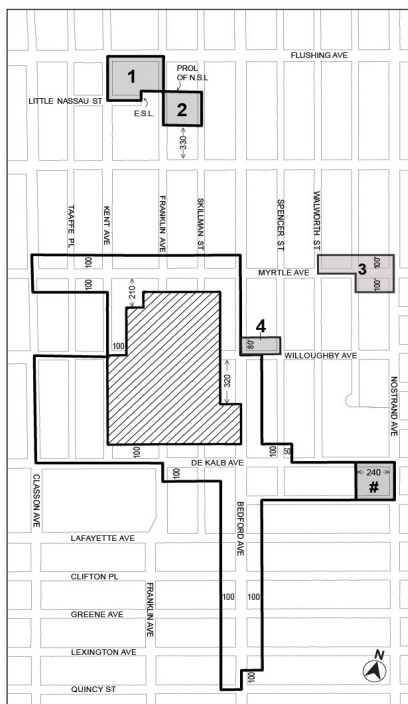 FLUSHING AVE
1
PROL
OF N.S.L
LITTLE NASSAU ST
E.S.L.
2
330
TAAFFE PL
KENT AVE
FRANKLIN AVE
SKILLMAN ST
SPENCER ST
WALWORTH ST
100
3
100'
MYRTLE AVE
100
210
100'
4
80'
100
WILLOUGHBY AVE
320
NOSTRAND AVE
100
100
50
DE KALB AVE
100
240
#
CLASSON AVE
BEDFORD AVE
LAFAYETTE AVE
CLIFTON PL
FRANKLIN AVE
100
100
GREENE AVE
LEXINGTON AVE
100
N
QUINCY ST